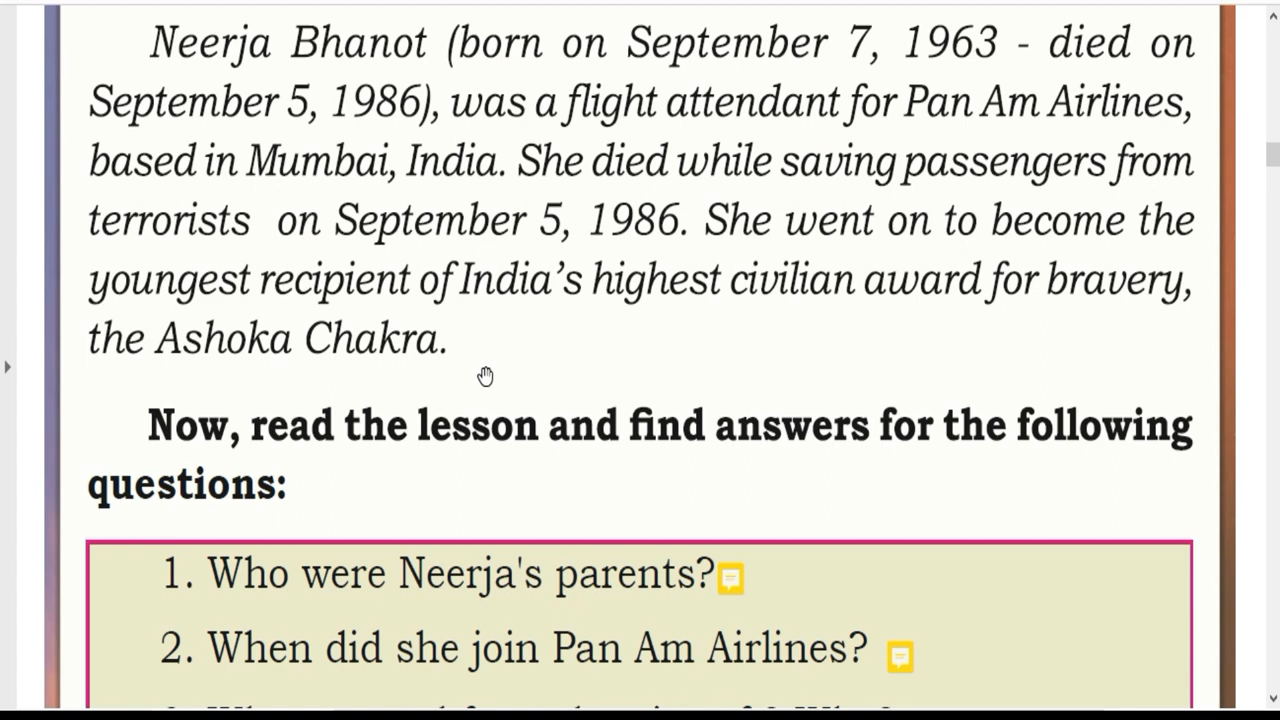 Neerja Bhanot (born on September 7, 1963 - died on
September 5, 1986), was a flight attendant for Pan Am Airlines,
based in Mumbai, India. She died while saving passengers from
terrorists on September 5, 1986. She went on to become the
youngest recipient of India's highest civilian award for bravery,
the Ashoka Chakra.
Now, read the lesson and find answers for the following
questions:
1. Who were Neerja's parents?
2. When did she join Pan Am Airlines?